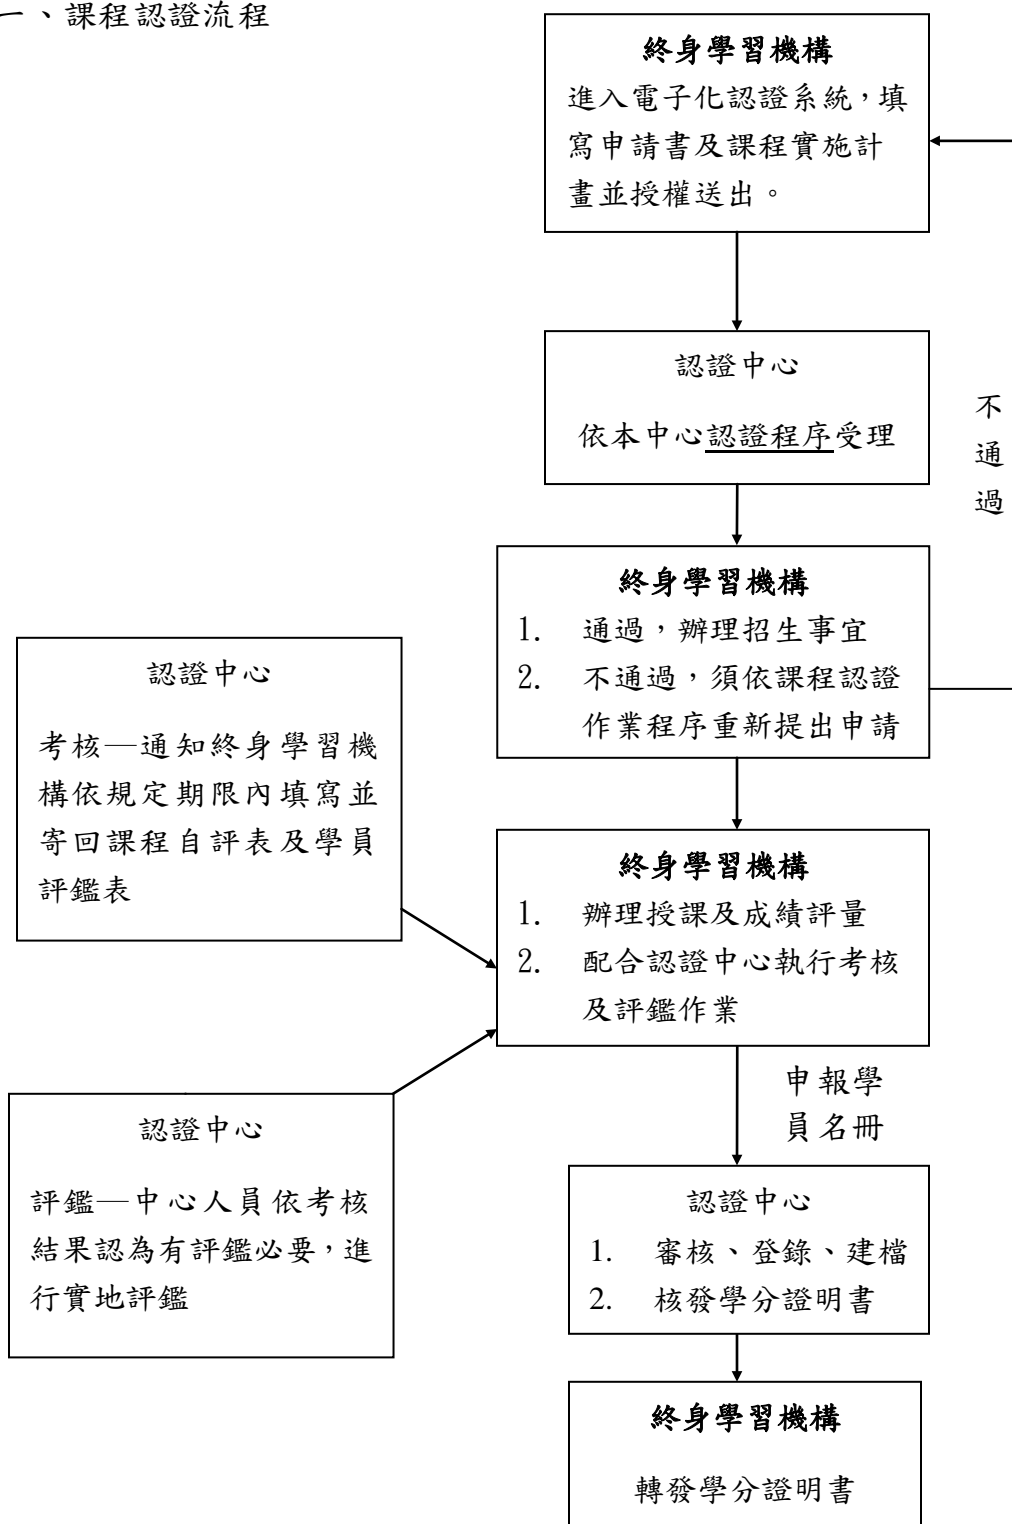 一、課程認證流程
終身學習機構
進入電子化認證系統，填
寫申請書及課程實施計
畫並授權送出。
認證中心
依本中心認證程序受理
不
通
過
終身學習機構
1. 通過，辦理招生事宜
2. 不通過，須依課程認證
作業程序重新提出申請
認證中心
考核—通知終身學習機
構依規定期限內填寫並
寄回課程自評表及學員
評鑑表
終身學習機構
1. 辦理授課及成績評量
2. 配合認證中心執行考核
及評鑑作業
申報學
員名冊
認證中心
評鑑—中心人員依考核
結果認為有評鑑必要，進
行實地評鑑
認證中心
1. 審核、登錄、建檔
2. 核發學分證明書
終身學習機構
轉發學分證明書